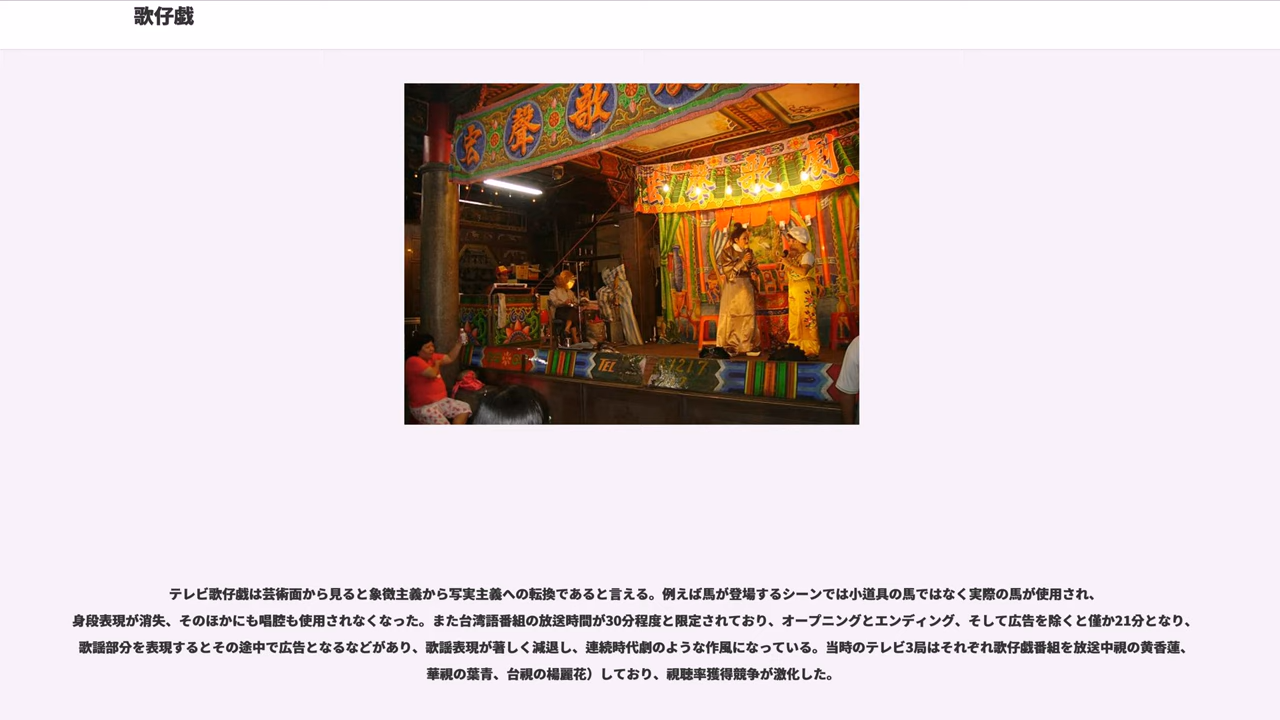 歌仔戯
宏聲歌
歌劇
TEL
テレビ歌仔戯は芸術面から見ると象徴主義から写実主義への転換であると言える。例えば馬が登場するシーンでは小道具の馬ではなく実際の馬が使用され、
身段表現が消失、そのほかにも唱腔も使用されなくなった。また台湾語番組の放送時間が30分程度と限定されており、オープニングとエンディング、そして広告を除くと僅か21分となり、
歌謡部分を表現するとその途中で広告となるなどがあり、歌謡表現が著しく減退し、連続時代劇のような作風になっている。当時のテレビ3局はそれぞれ歌仔戯番組を放送中視の黄香蓮、
華視の葉青、台視の楊麗花）しており、視聴率獲得競争が激化した。